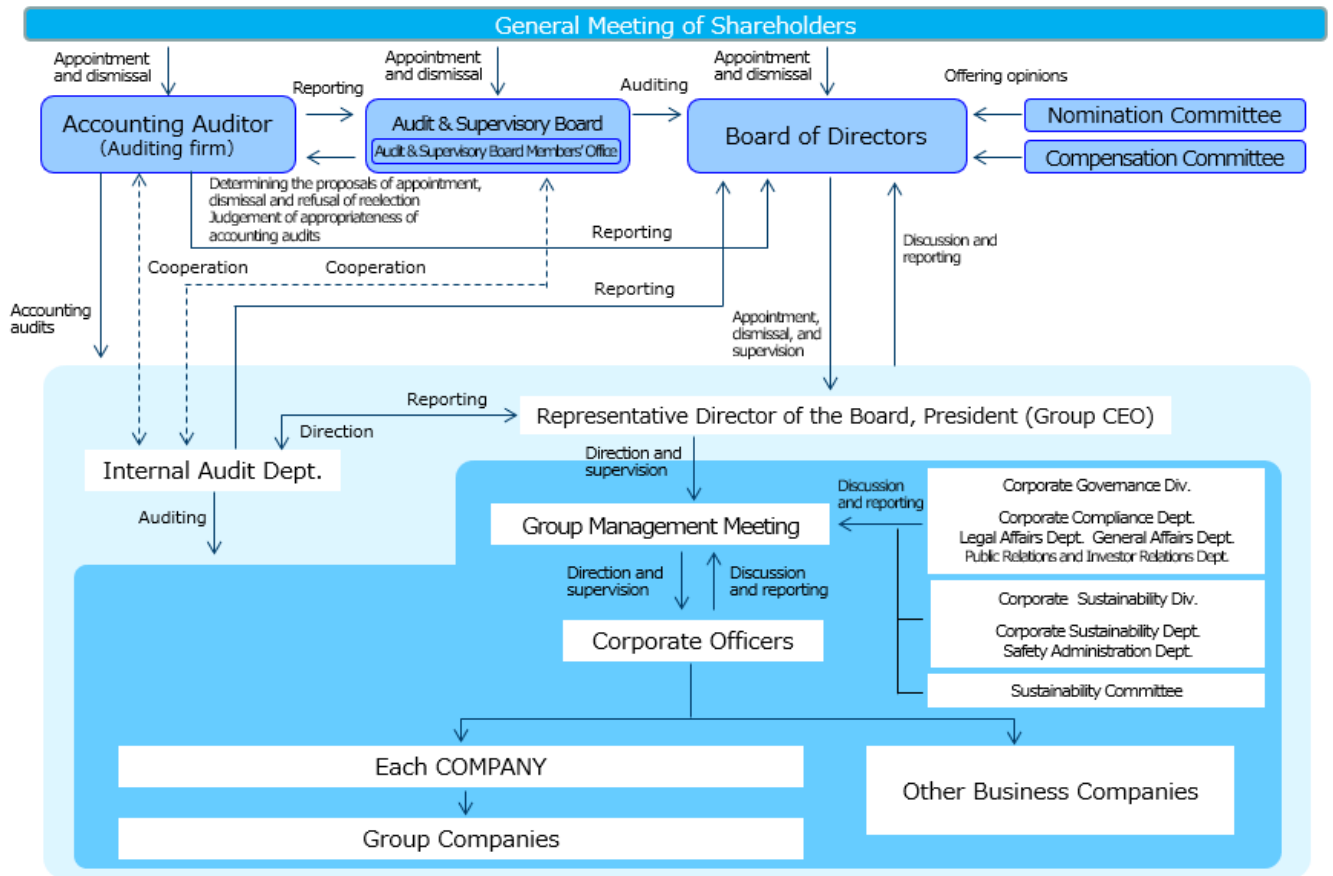 General Meeting of Shareholders
Appointment
and dismissal
Appointment
and dismissal
Appointment
and dismissal
Reporting
Auditing
Offering opinions
Accounting Auditor
(Auditing firm)
Audit & Supervisory Board
Audit & Supervisory Board Members' Office
Board of Directors
Nomination Committee
Compensation Committee
Determining the proposals of appointment,
dismissal and refusal of reelection
Judgement of appropriateness of
accounting audits
Reporting
Discussion and
reporting
Cooperation
Cooperation
Reporting
Accounting
audits
Appointment,
dismissal, and
supervision
Reporting
Direction
Representative Director of the Board, President (Group CEO)
Internal Audit Dept.
Direction and
supervision
Auditing
Group Management Meeting
Discussion
and reporting
Corporate Governance Div.
Corporate Compliance Dept.
Legal Affairs Dept. General Affairs Dept.
Public Relations and Investor Relations Dept.
Direction and
supervision
Discussion
and reporting
Corporate Sustainability Div.
Corporate Sustainability Dept.
Safety Administration Dept.
Corporate Officers
Sustainability Committee
Each COMPANY
Other Business Companies
Group Companies